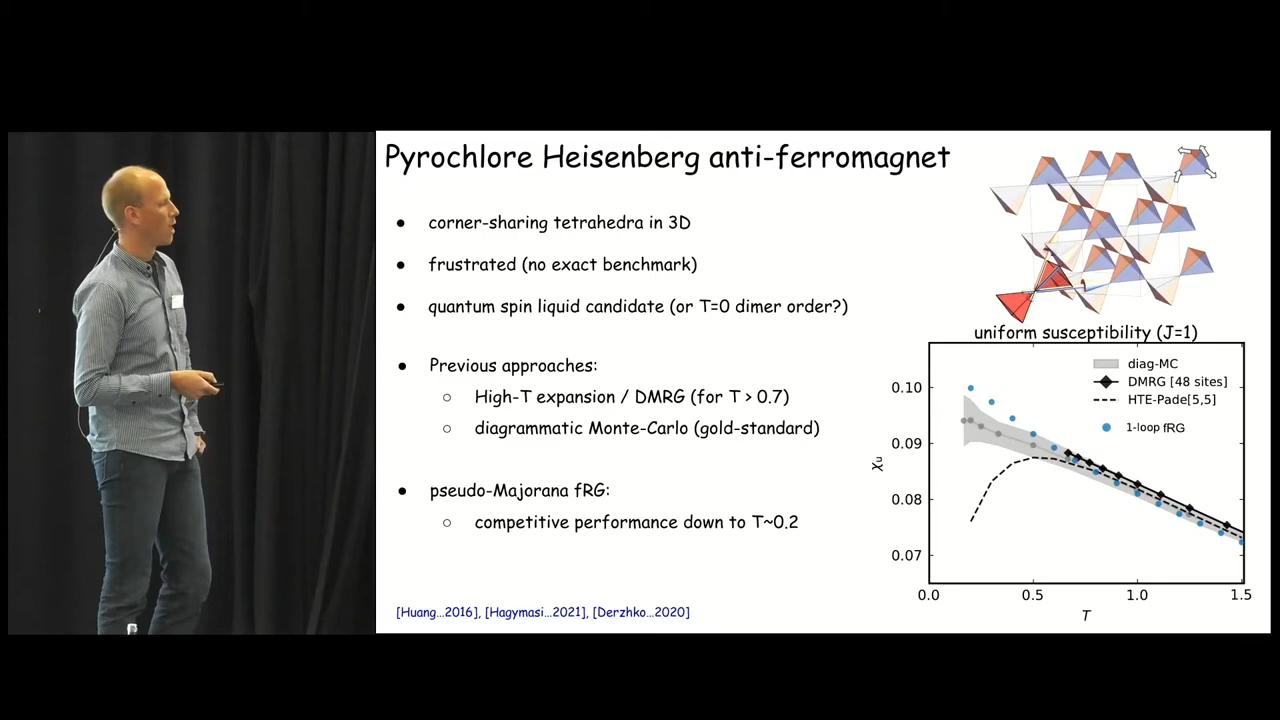 Pyrochlore Heisenberg anti-ferromagnet
● corner-sharing tetrahedra in 3D
● frustrated (no exact benchmark)
● quantum spin liquid candidate (or T=0 dimer order?)
● Previous approaches:
○ High-T expansion / DMRG (for T > 0.7)
○ diagrammatic Monte-Carlo (gold-standard)
● pseudo-Majorana fRG:
○ competitive performance down to T~0.2
[Huang...2016], [Hagymasi...2021], [Derzhko...2020]
uniform susceptibility (J=1)
diag-MC
DMRG [48 sites]
HTE-Pade[5,5]
1-loop fRG
0.10
0.09
0.08
0.07
χu
0.0 0.5 1.0 1.5
T